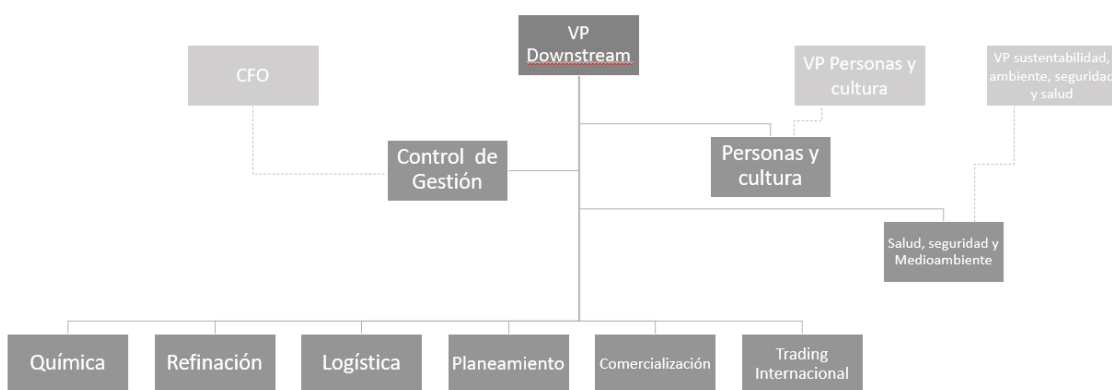 VP
Downstream
CFO
VP Personas y
cultura
VP sustentabilidad,
ambiente, seguridad
y salud
Control de
Gestión
Personas y
cultura
Salud, seguridad y
Medioambiente
Química
Refinación
Logística
Planeamiento
Comercialización
Trading
Internacional